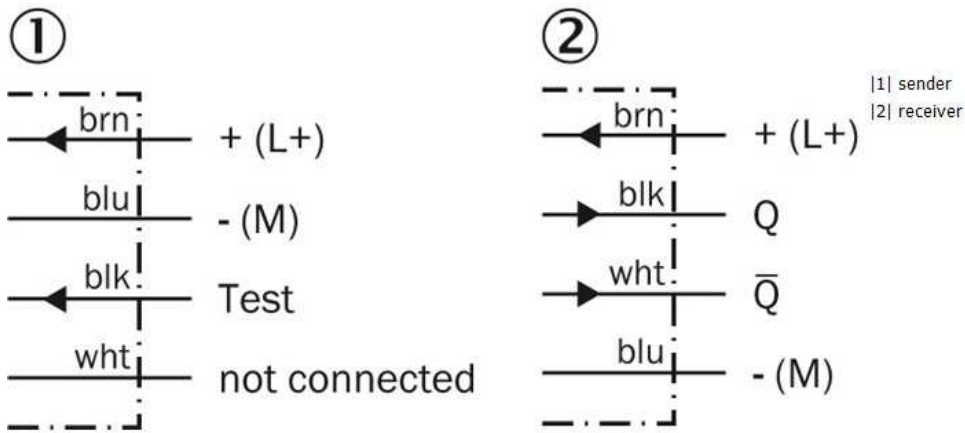 ①
brn + (L+)
blu - (M)
blk Test
wht not connected
②
brn + (L+)
blk Q
wht Q̅
blu - (M)
|1| sender
|2| receiver